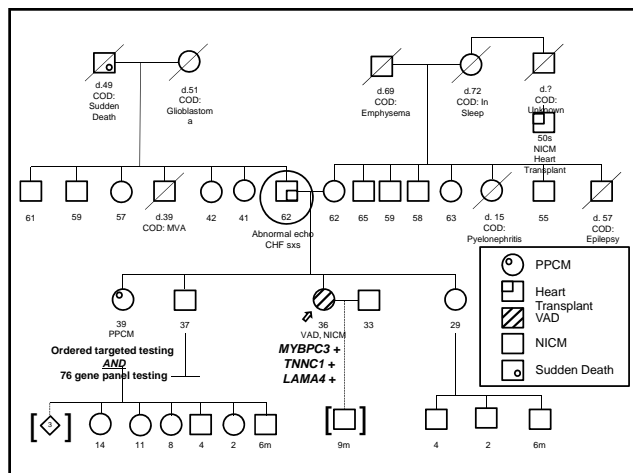 d.49
COD:
Sudden
Death
d.51
COD:
Glioblastom
a
d.69
COD:
Emphysema
d.72
COD: In
Sleep
d.?
COD:
Unknown
50s
NICM
Heart
Transplant
61
59
57
d.39
COD: MVA
42
41
62
Abnormal echo
CHF sxs
62
65
59
58
63
d. 15
COD:
Pyelonephritis
55
d. 57
COD:
Epilepsy
39
PPCM
37
36
VAD, NICM
MYBPC3 +
TNNC1 +
LAMA4 +
33
29
Ordered targeted testing
AND
76 gene panel testing
3
14
11
8
4
2
6m
9m
4
2
6m
PPCM
Heart
Transplant
VAD
NICM
Sudden Death